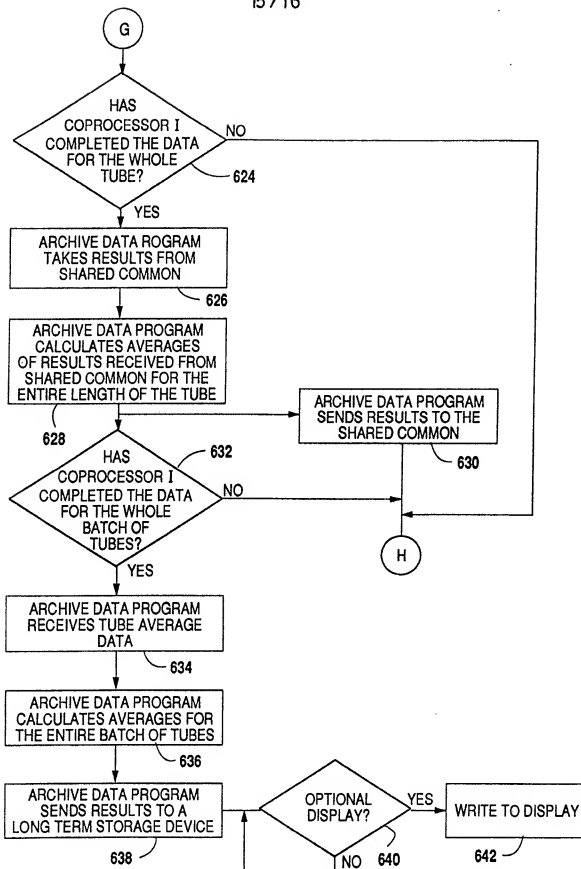 15/16
G
HAS
COPROCESSOR I
COMPLETED THE DATA
FOR THE WHOLE
TUBE?
NO
624
YES
ARCHIVE DATA ROGRAM
TAKES RESULTS FROM
SHARED COMMON
626
ARCHIVE DATA PROGRAM
CALCULATES AVERAGES
OF RESULTS RECEIVED FROM
SHARED COMMON FOR THE
ENTIRE LENGTH OF THE TUBE
628
ARCHIVE DATA PROGRAM
SENDS RESULTS TO THE
SHARED COMMON
630
632
HAS
COPROCESSOR I
COMPLETED THE DATA
FOR THE WHOLE
BATCH OF
TUBES?
NO
H
YES
ARCHIVE DATA PROGRAM
RECEIVES TUBE AVERAGE
DATA
634
ARCHIVE DATA PROGRAM
CALCULATES AVERAGES FOR
THE ENTIRE BATCH OF TUBES
636
ARCHIVE DATA PROGRAM
SENDS RESULTS TO A
LONG TERM STORAGE DEVICE
638
OPTIONAL
DISPLAY?
YES
640
NO
WRITE TO DISPLAY
642